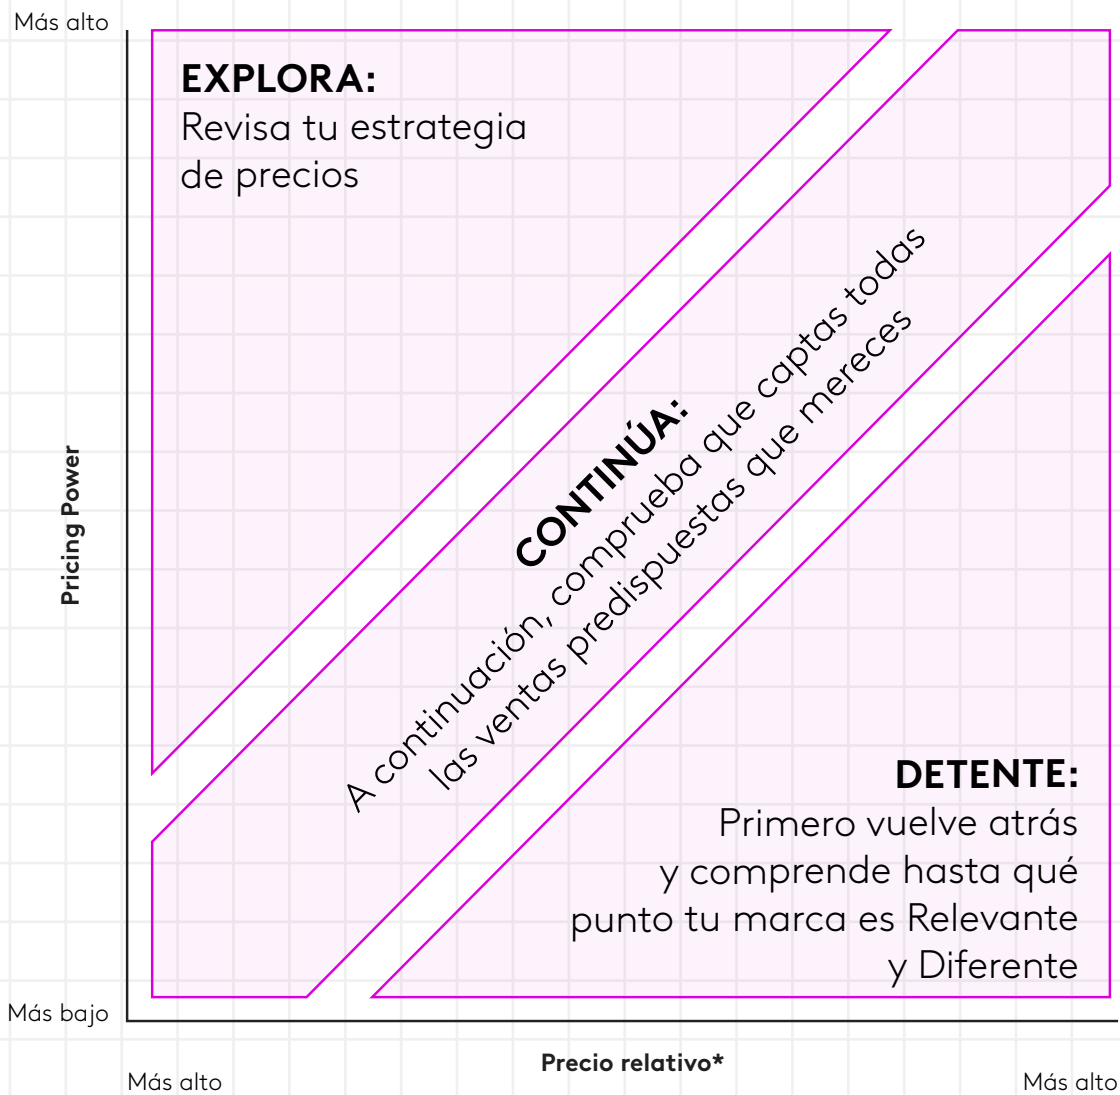 Más alto
EXPLORA:
Revisa tu estrategia
de precios
CONTINÚA:
A continuación, comprueba que captas todas
las ventas predispuestas que mereces
Pricing Power
DETENTE:
Primero vuelve atrás
y comprende hasta qué
punto tu marca es Relevante
y Diferente
Más bajo
Precio relativo*
Más alto
Más alto